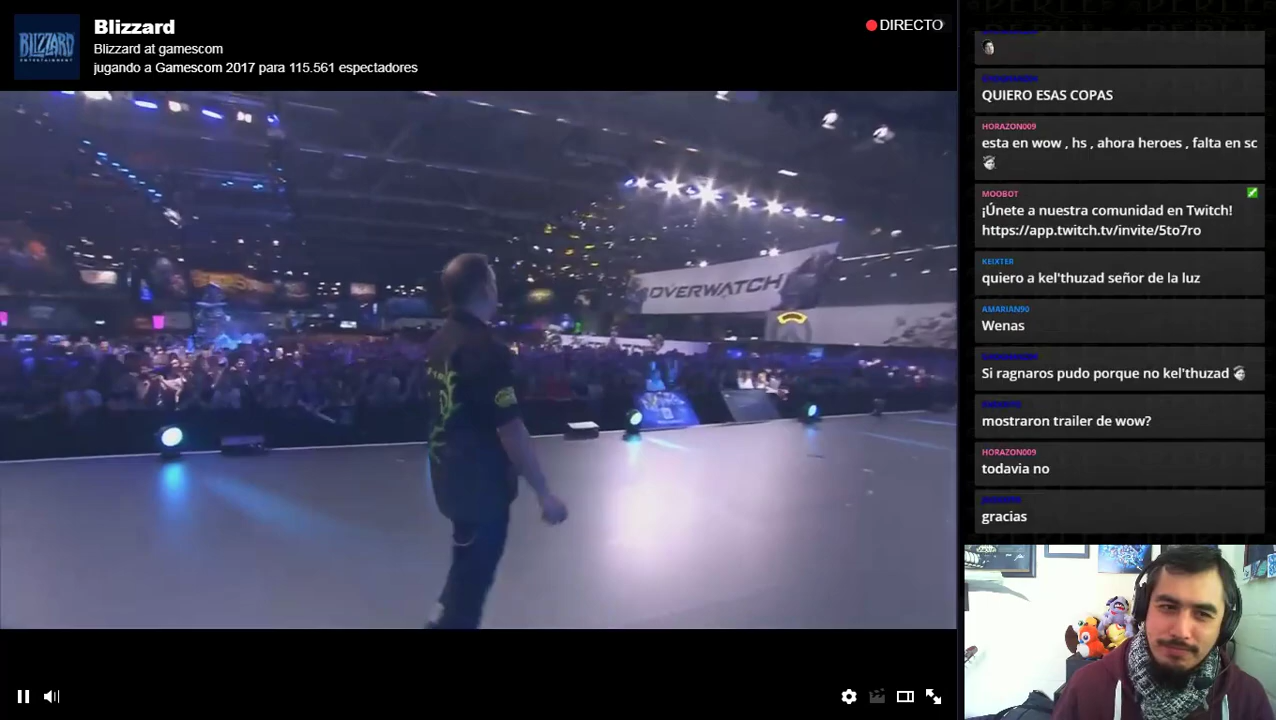 BLIZZARD
ENTERTAINMENT
Blizzard
Blizzard at gamescom
jugando a Gamescom 2017 para 115.561 espectadores
DIRECTO
OVERWATCH
QUIERO ESAS COPAS
HORAZON009
esta en wow , hs , ahora heroes , falta en sc
MOOBOT
¡Únete a nuestra comunidad en Twitch!
https://app.twitch.tv/invite/5to7ro
KEIXTER
quiero a kel'thuzad señor de la luz
AMARIAN90
Wenas
Si ragnaros pudo porque no kel'thuzad
mostraron trailer de wow?
HORAZON009
todavia no
gracias